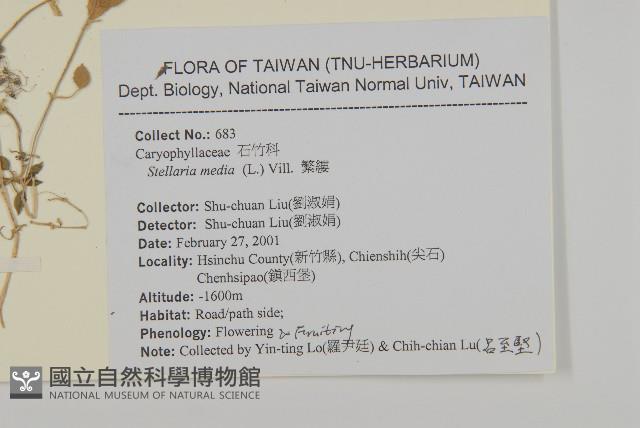 FLORA OF TAIWAN (TNU-HERBARIUM)
Dept. Biology, National Taiwan Normal Univ, TAIWAN
Collect No.: 683
Caryophyllaceae 石竹科
Stellaria media (L.) Vill. 繁縷
Collector: Shu-chuan Liu(劉淑娟)
Detector: Shu-chuan Liu(劉淑娟)
Date: February 27, 2001
Locality: Hsinchu County(新竹縣), Chienshih(尖石)
Chenhsipao(鎮西堡)
Altitude: -1600m
Habitat: Road/path side;
Phenology: Flowering & Fruiting
Note: Collected by Yin-ting Lo(羅尹廷) & Chih-chian Lu(呂至堅)
國立自然科學博物館
NATIONAL MUSEUM OF NATURAL SCIENCE